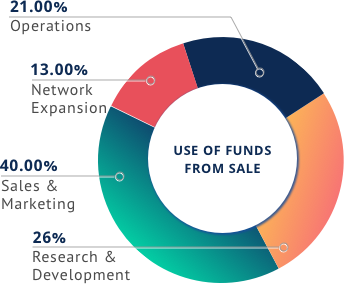 21.00%
Operations
13.00%
Network
Expansion
40.00%
Sales &
Marketing
26%
Research &
Development
USE OF FUNDS
FROM SALE